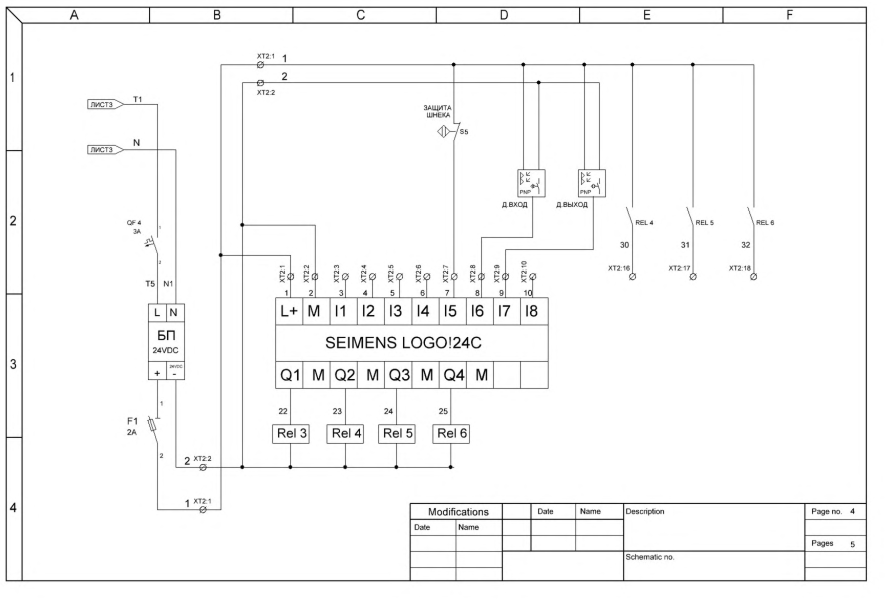 A B C D E F
1
2
3
4
XT2:1 1
2
XT2:2
ЛИСТ3 T1
ЛИСТ3 N
ЗАЩИТА
ШНЕКА
S5
K K
PNP
Д.ВХОД
K K
PNP
Д.ВЫХОД
QF 4
3A
1
2
REL 4
REL 5
REL 6
30
31
32
XT2:16
XT2:17
XT2:18
T5 N1
XT2:1 XT2:2 XT2:3 XT2:4 XT2:5 XT2:6 XT2:7 XT2:8 XT2:9 XT2:10
1 2 3 4 5 6 7 8 9 10
L+ M I1 I2 I3 I4 I5 I6 I7 I8
SEIMENS LOGO!24C
Q1 M Q2 M Q3 M Q4 M
L N
БП
24VDC
24VDC
+ -
F1
2A
1
2
22 23 24 25
Rel 3 Rel 4 Rel 5 Rel 6
2 XT2:2
1 XT2:1
Modifications Date Name Description Page no. 4
Date Name
Pages 5
Schematic no.